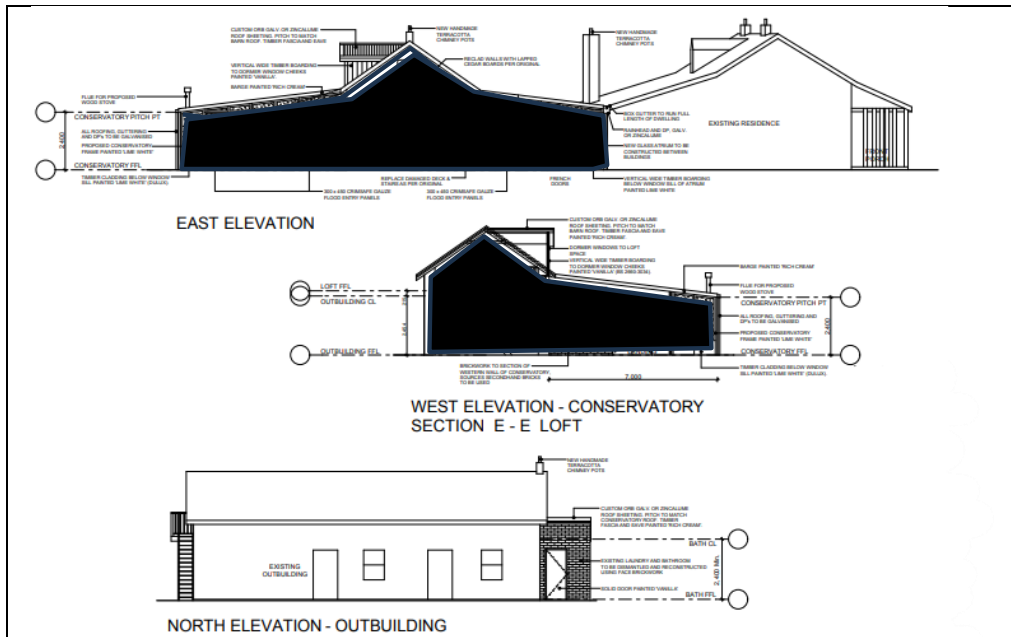 CUSTOM ORB GALV. OR ZINCALUME
ROOF SHEETING. PITCH TO MATCH
BARN ROOF. TIMBER FASCIA AND EAVE
NEW HANDMADE
TERRACOTTA
CHIMNEY POTS
NEW HANDMADE
TERRACOTTA
CHIMNEY POTS
VERTICAL WIDE TIMBER BOARDING
TO DORMER WINDOW CHEEKS
PAINTED 'VANILLA'.
RECLAD WALLS WITH LAPPED
CEDAR BOARDS PER ORIGINAL
BARGE PAINTED 'RICH CREAM'
FLUE FOR PROPOSED
WOOD STOVE
CONSERVATORY PITCH PT
ALL ROOFING, GUTTERING
AND DP's TO BE GALVANISED
PROPOSED CONSERVATORY
FRAME PAINTED 'LIME WHITE'
2400
CONSERVATORY FFL
TIMBER CLADDING BELOW WINDOW
SILL PAINTED 'LIME WHITE' (DULUX)
REPLACE DAMAGED DECK &
STAIRS AS PER ORIGINAL
300 x 450 CRIMSAFE GALIZE
FLOOD ENTRY PANELS
300 x 450 CRIMSAFE GALIZE
FLOOD ENTRY PANELS
FRENCH
DOORS
BOX GUTTER TO RUN FULL
LENGTH OF DWELLING
RAINHEAD AND DP. GALV.
OR ZINCALUME
NEW GLASS ATRIUM TO BE
CONSTRUCTED BETWEEN
BUILDINGS
VERTICAL WIDE TIMBER BOARDING
BELOW WINDOW SILL OF ATRIUM
PAINTED LIME WHITE
EXISTING RESIDENCE
FRONT
PORCH
EAST ELEVATION
CUSTOM ORB GALV. OR ZINCALUME
ROOF SHEETING. PITCH TO MATCH
BARN ROOF. TIMBER FASCIA AND EAVE
PAINTED 'RICH CREAM'.
DORMER WINDOWS TO LOFT
SPACE
VERTICAL WIDE TIMBER BOARDING
TO DORMER WINDOW CHEEKS
PAINTED 'VANILLA'
BARGE PAINTED 'RICH CREAM'
FLUE FOR PROPOSED
WOOD STOVE
LOFT FFL
OUTBUILDING CL
OUTBUILDING FFL
CONSERVATORY PITCH PT
ALL ROOFING, GUTTERING AND
DP's TO BE GALVANISED
PROPOSED CONSERVATORY
FRAME PAINTED 'LIME WHITE'
2400
CONSERVATORY FFL
TIMBER CLADDING BELOW WINDOW
SILL PAINTED 'LIME WHITE' (DULUX)
BRICKWORK TO SECTION OF
WESTERN WALL OF CONSERVATORY.
SOURCES SECONDHAND BRICKS
TO BE USED
7,000
WEST ELEVATION - CONSERVATORY
SECTION E - E LOFT
NEW HANDMADE
TERRACOTTA
CHIMNEY POTS
CUSTOM ORB GALV. OR ZINCALUME
ROOF SHEETING. PITCH TO MATCH
CONSERVATORY ROOF. TIMBER
FASCIA AND EAVE PAINTED 'RICH CREAM'.
BATH CL
EXISTING LAUNDRY AND BATHROOM
TO BE DISMANTLED AND RECONSTRUCTED
USING FACE BRICKWORK
2,400 Min.
SOLID DOOR PAINTED 'VANILLA'
BATH FFL
EXISTING
OUTBUILDING
NORTH ELEVATION - OUTBUILDING